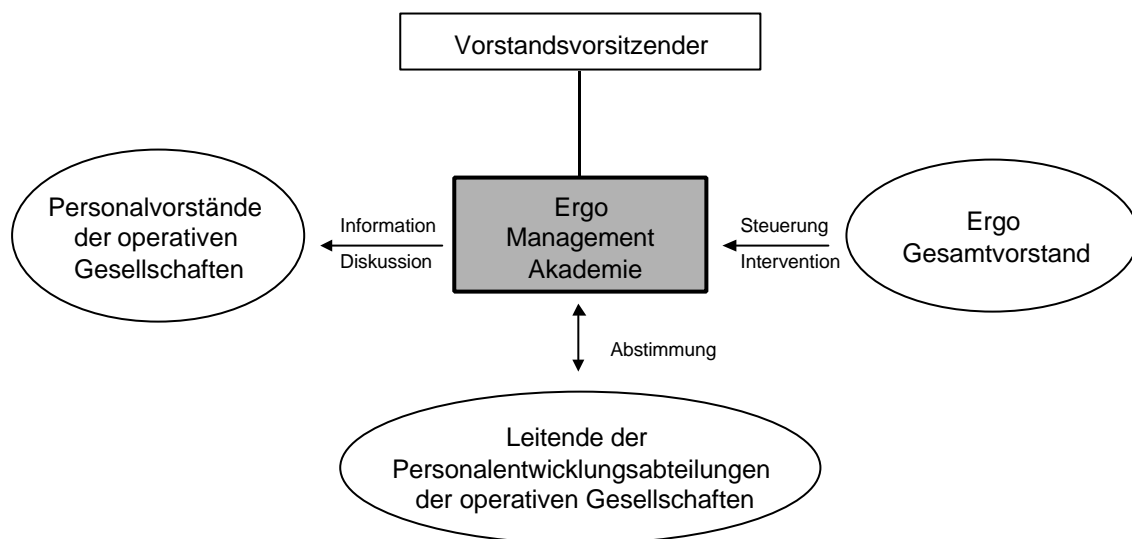 Vorstandsvorsitzender
Personalvorstände
der operativen
Gesellschaften
Information
Diskussion
Ergo
Management
Akademie
Steuerung
Intervention
Ergo
Gesamtvorstand
Abstimmung
Leitende der
Personalentwicklungsabteilungen
der operativen Gesellschaften